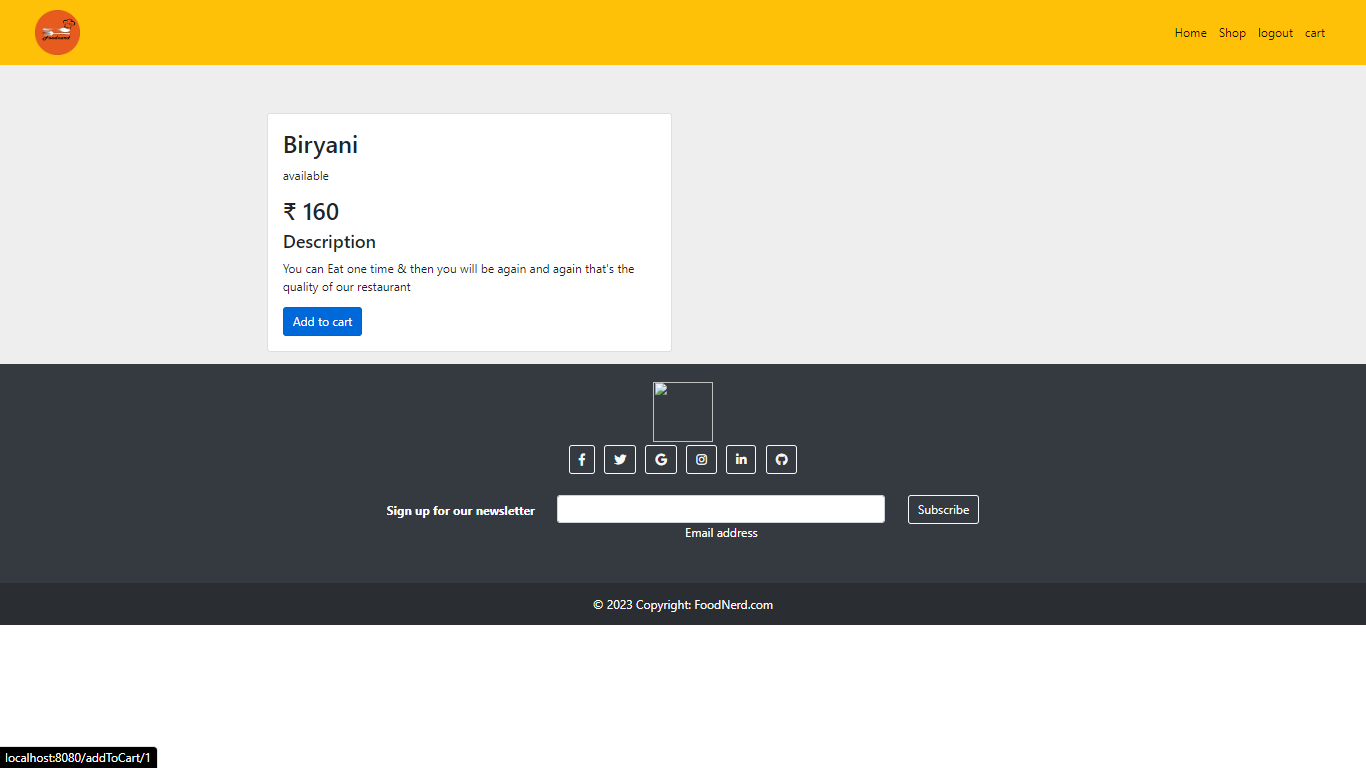 Home Shop logout cart
Biryani
available
₹ 160
Description
You can Eat one time & then you will be again and again that's the
quality of our restaurant
Add to cart
Sign up for our newsletter
Subscribe
Email address
© 2023 Copyright: FoodNerd.com
localhost:8080/addToCart/1